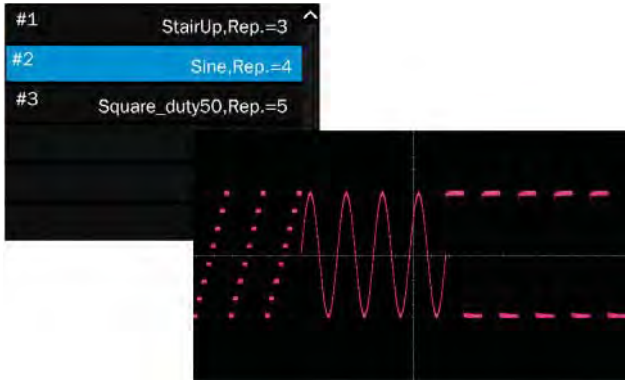 #1
StairUp,Rep.=3
#2
Sine,Rep.=4
#3
Square_duty50,Rep.=5